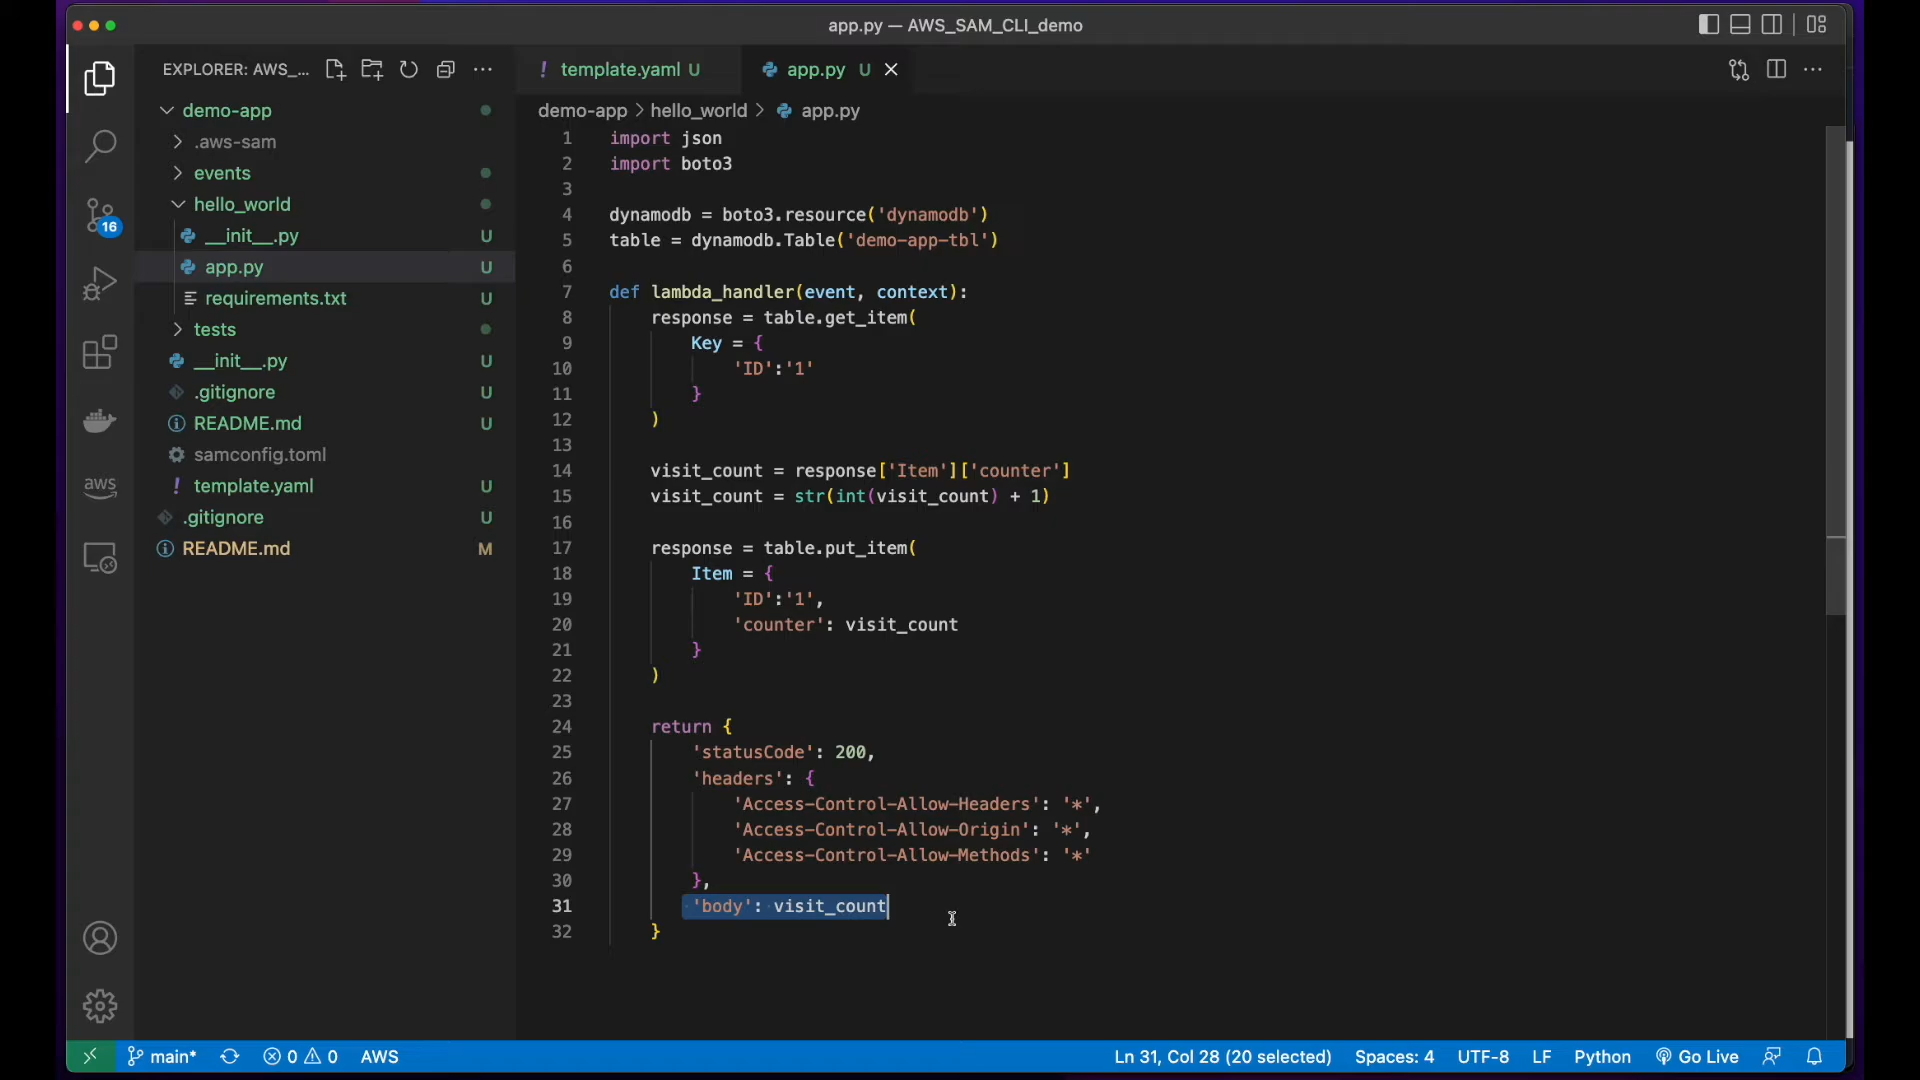 app.py — AWS_SAM_CLI_demo
EXPLORER: AWS_...
template.yaml U
app.py U
demo-app
.aws-sam
events
hello_world
__init__.py U
app.py U
requirements.txt U
tests
__init__.py U
.gitignore U
README.md U
samconfig.toml
template.yaml U
.gitignore U
README.md M
16
aws
demo-app > hello_world > app.py
1 import json
2 import boto3
3
4 dynamodb = boto3.resource('dynamodb')
5 table = dynamodb.Table('demo-app-tbl')
6
7 def lambda_handler(event, context):
8 response = table.get_item(
9 Key = {
10 'ID':'1'
11 }
12 )
13
14 visit_count = response['Item']['counter']
15 visit_count = str(int(visit_count) + 1)
16
17 response = table.put_item(
18 Item = {
19 'ID':'1',
20 'counter': visit_count
21 }
22 )
23
24 return {
25 'statusCode': 200,
26 'headers': {
27 'Access-Control-Allow-Headers': '*',
28 'Access-Control-Allow-Origin': '*',
29 'Access-Control-Allow-Methods': '*'
30 },
31 'body': visit_count
32 }
main* 0 0 AWS
Ln 31, Col 28 (20 selected) Spaces: 4 UTF-8 LF Python Go Live